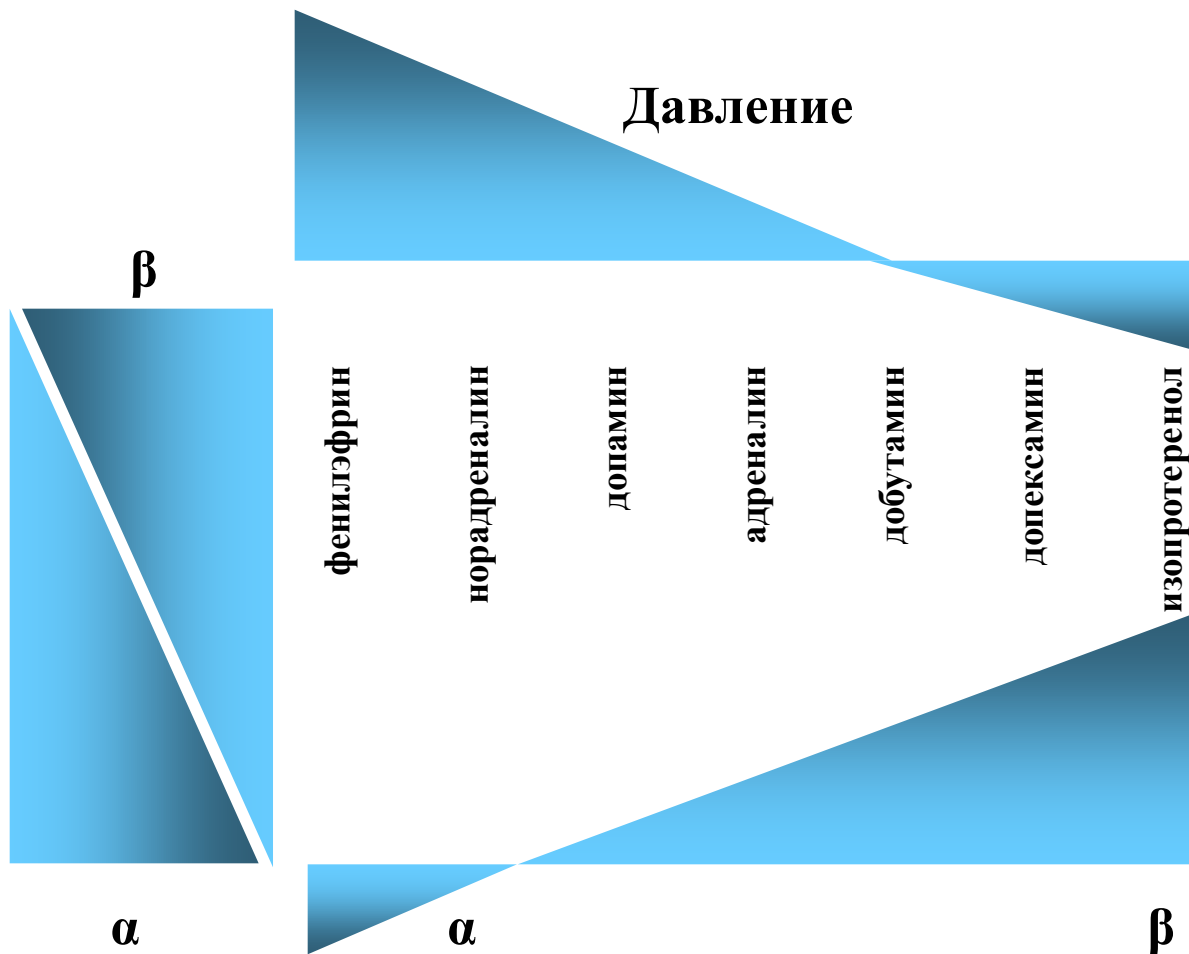 Давление
β
фенилэфрин
норадреналин
допамин
адреналин
добутамин
допексамин
изопротеренол
α
α
β